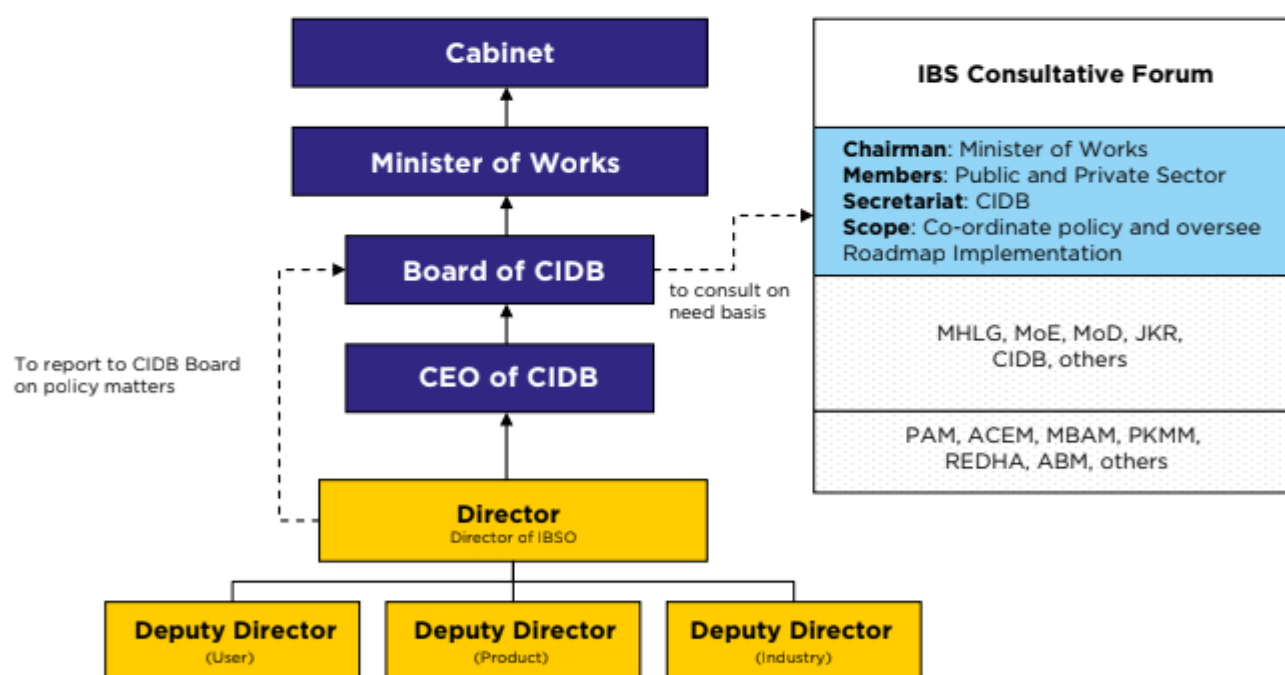 Cabinet
Minister of Works
Board of CIDB
to consult on
need basis
To report to CIDB Board
on policy matters
CEO of CIDB
Director
Director of IBSO
Deputy Director
(User)
Deputy Director
(Product)
Deputy Director
(Industry)
IBS Consultative Forum
Chairman: Minister of Works
Members: Public and Private Sector
Secretariat: CIDB
Scope: Co-ordinate policy and oversee
Roadmap Implementation
MHLG, MoE, MoD, JKR,
CIDB, others
PAM, ACEM, MBAM, PKMM,
REDHA, ABM, others